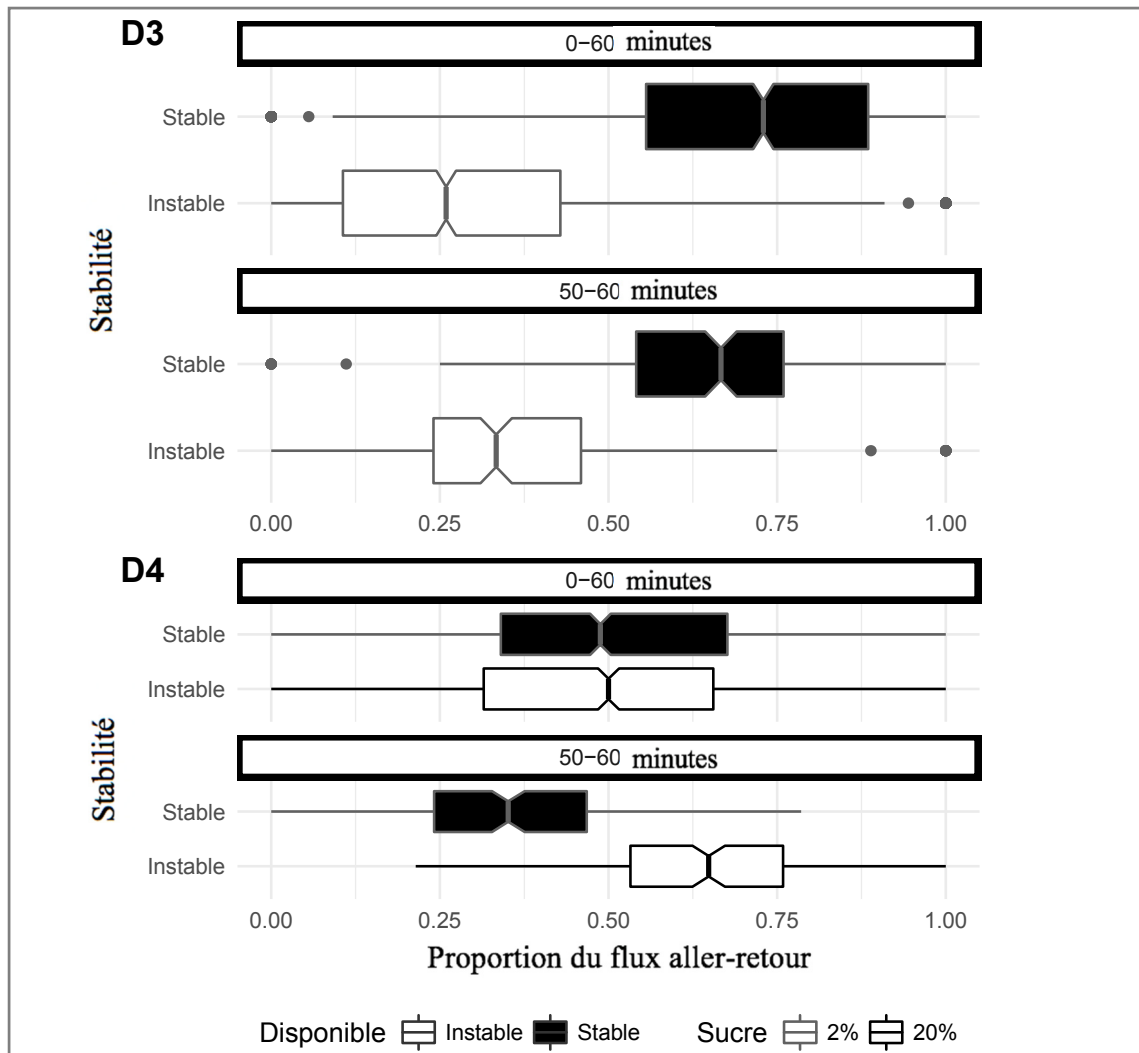 D3
0−60 minutes
Stable
Instable
50−60 minutes
Stable
Instable
Stabilité
0.00 0.25 0.50 0.75 1.00
D4
0−60 minutes
Stable
Instable
50−60 minutes
Stable
Instable
Stabilité
0.00 0.25 0.50 0.75 1.00
Proportion du flux aller-retour
Disponible Instable Stable Sucre 2% 20%